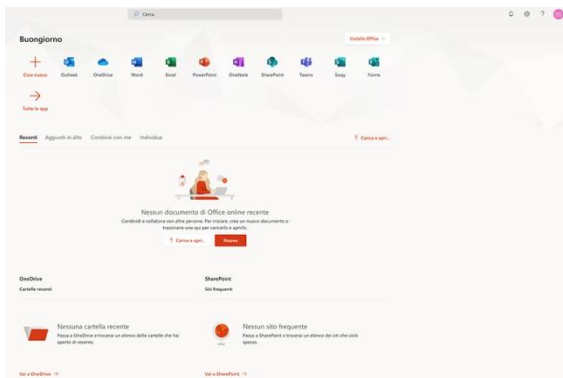 Cerca
?
Buongiorno
Installa Office
Crea nuovo
Outlook
OneDrive
Word
Excel
PowerPoint
OneNote
SharePoint
Teams
Sway
Forms
Tutte le app
Recenti Aggiunti in alto Condivisi con me Individua
Carica e apri...
Nessun documento di Office online recente
Condividi e collabora con altre persone. Per iniziare, crea un nuovo documento o
trascinane uno qui per caricarlo e aprirlo.
Carica e apri... Nuovo
OneDrive
Cartelle recenti
SharePoint
Siti frequenti
Nessuna cartella recente
Passa a OneDrive e troverai un elenco delle cartelle che hai
aperto di recente.
Nessun sito frequente
Passa a SharePoint e troverai un elenco dei siti che visiti
spesso.
Vai a OneDrive
Vai a SharePoint